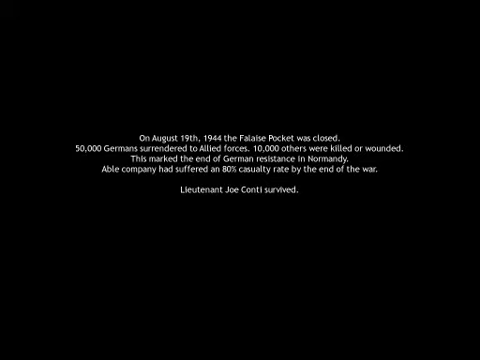 On August 19th, 1944 the Falaise Pocket was closed.
50,000 Germans surrendered to Allied forces. 10,000 others were killed or wounded.
This marked the end of German resistance in Normandy.
Able company had suffered an 80% casualty rate by the end of the war.
Lieutenant Joe Conti survived.